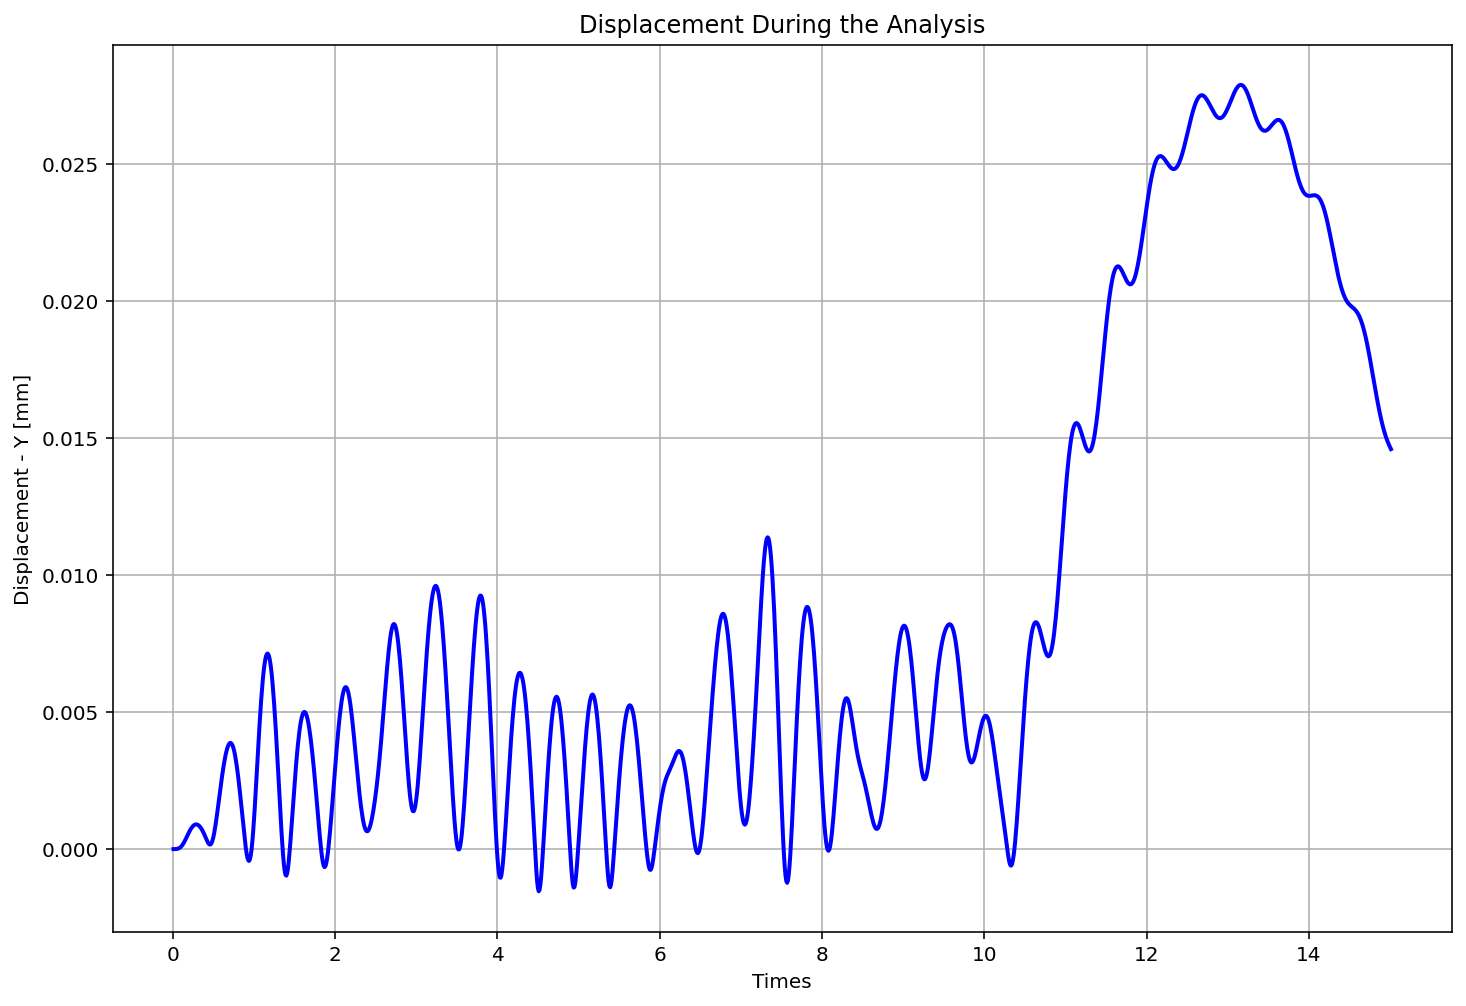 Displacement During the Analysis
Displacement - Y [mm]
0.025
0.020
0.015
0.010
0.005
0.000
0 2 4 6 8 10 12 14
Times